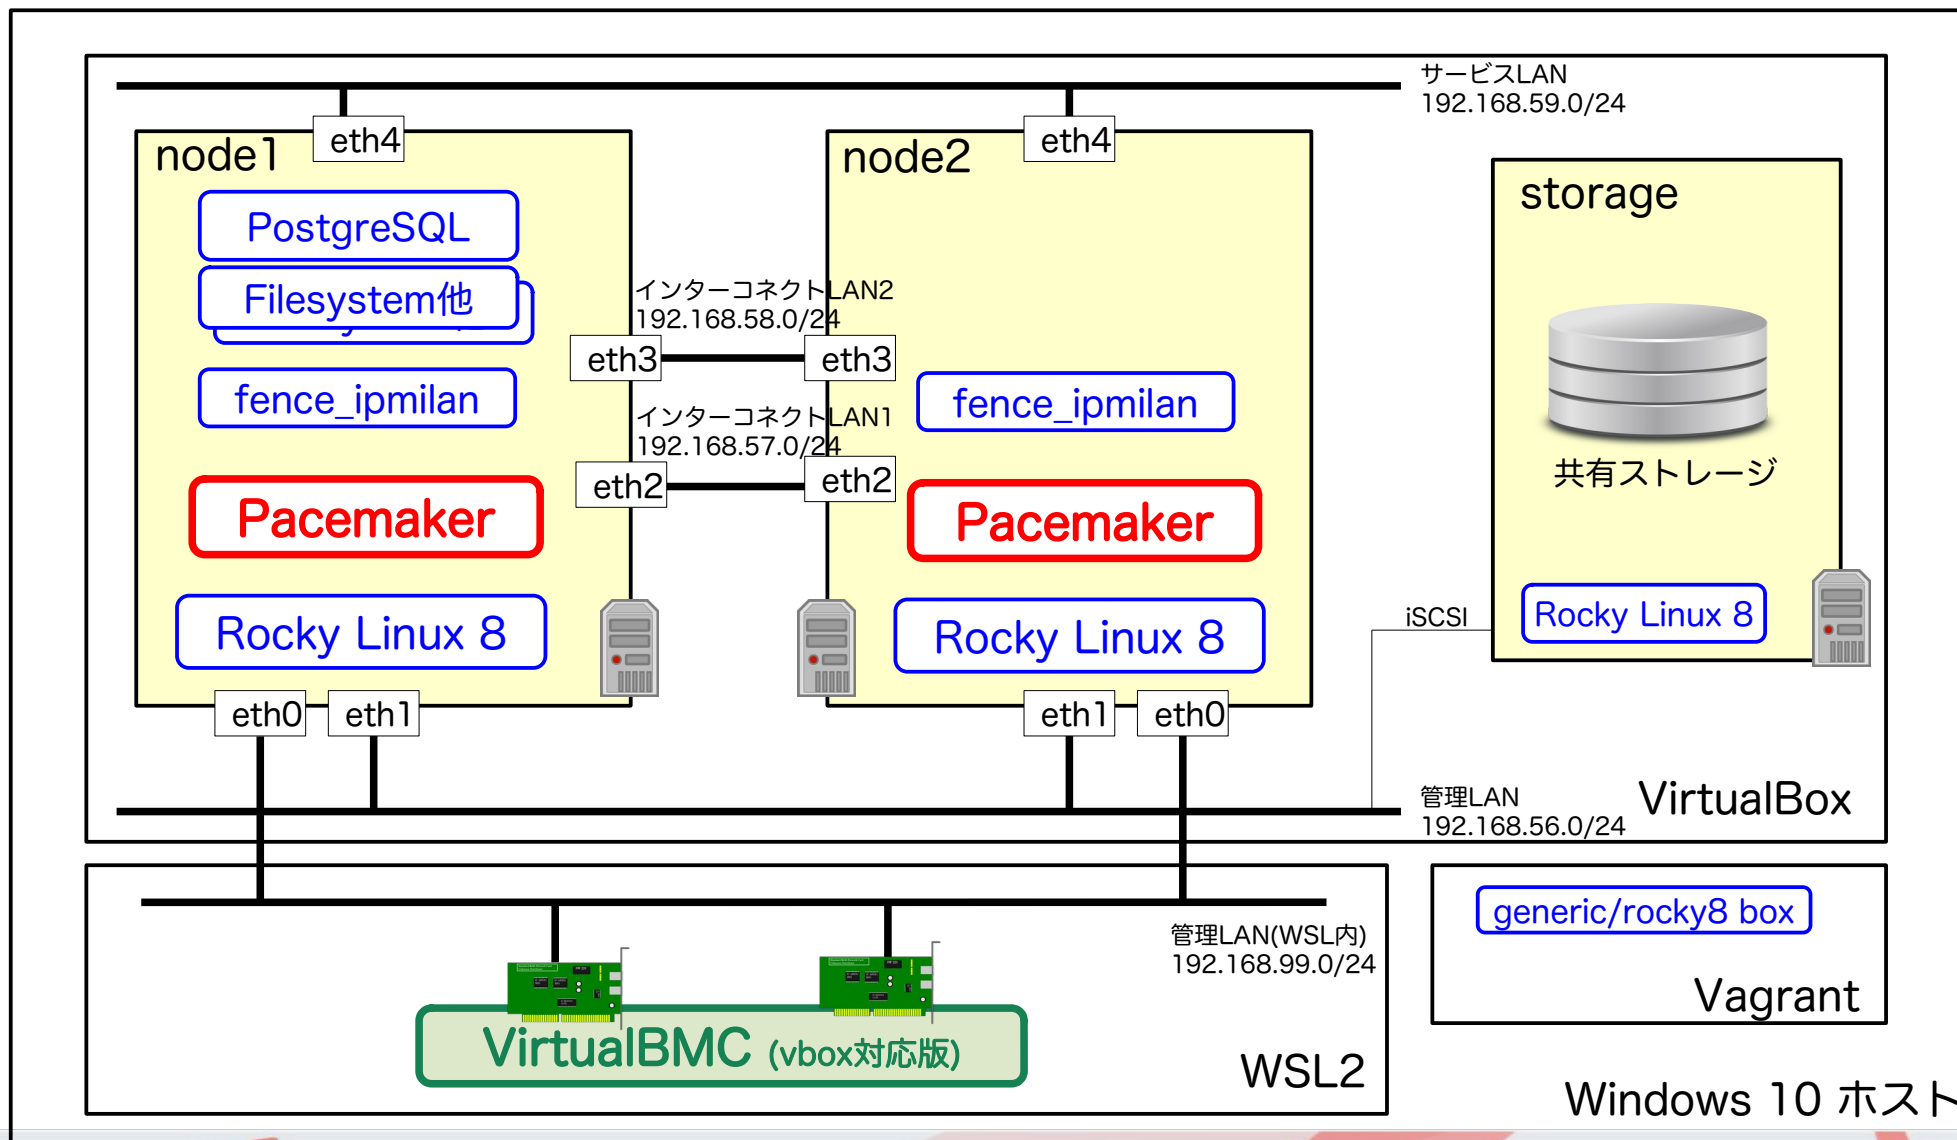 サービスLAN
192.168.59.0/24
node1
eth4
PostgreSQL
Filesystem他
fence_ipmilan
Pacemaker
Rocky Linux 8
eth0
eth1
eth3
eth2
インターコネクトLAN2
192.168.58.0/24
インターコネクトLAN1
192.168.57.0/24
node2
eth4
eth3
eth2
fence_ipmilan
Pacemaker
Rocky Linux 8
eth1
eth0
storage
共有ストレージ
Rocky Linux 8
iSCSI
管理LAN
192.168.56.0/24
VirtualBox
管理LAN(WSL内)
192.168.99.0/24
VirtualBMC (vbox対応版)
WSL2
generic/rocky8 box
Vagrant
Windows 10 ホスト